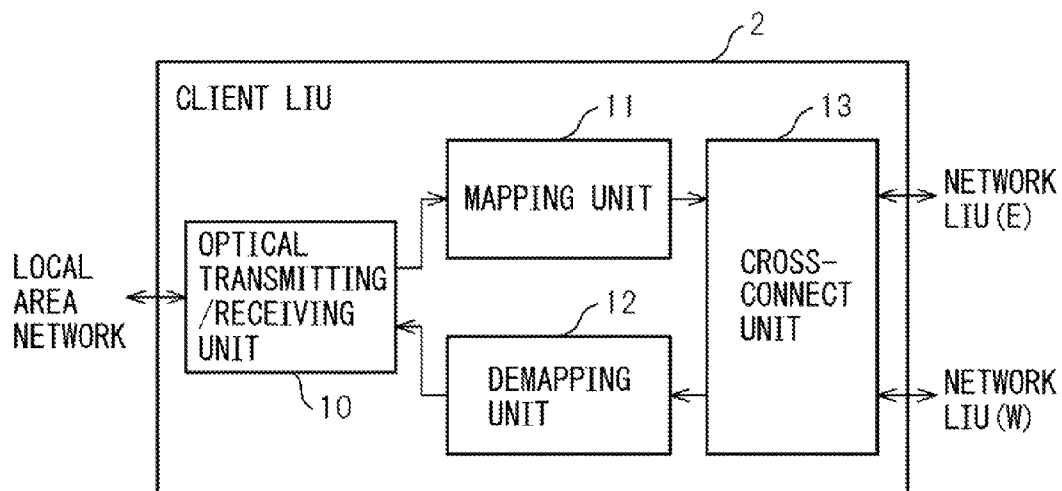 2
CLIENT LIU
11
13
MAPPING UNIT
NETWORK
LIU(E)
OPTICAL
TRANSMITTING
/RECEIVING
UNIT
LOCAL
AREA
NETWORK
CROSS-
CONNECT
UNIT
12
DEMAPPING
UNIT
10
NETWORK
LIU(W)